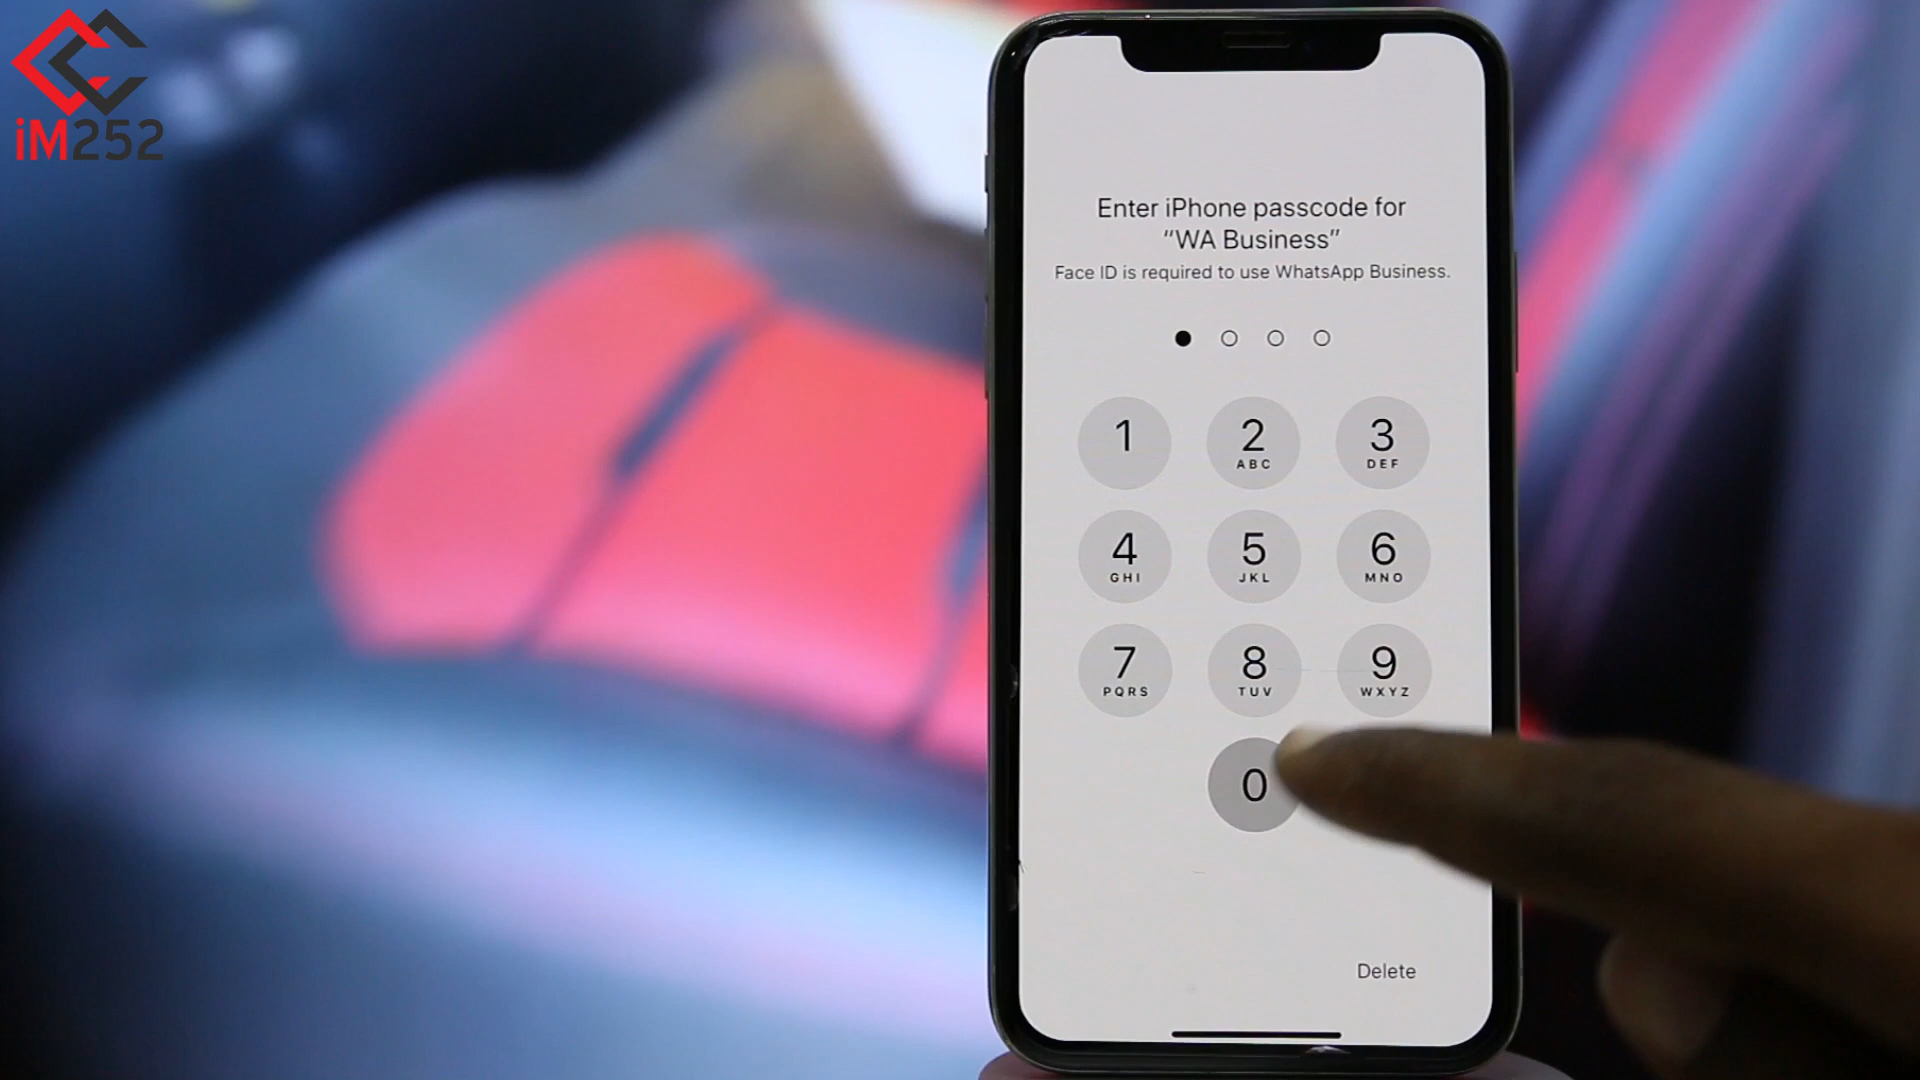 iM252
Enter iPhone passcode for
“WA Business”
Face ID is required to use WhatsApp Business.
1
2
ABC
3
DEF
4
GHI
5
JKL
6
MNO
7
PQRS
8
TUV
9
WXYZ
0
Delete